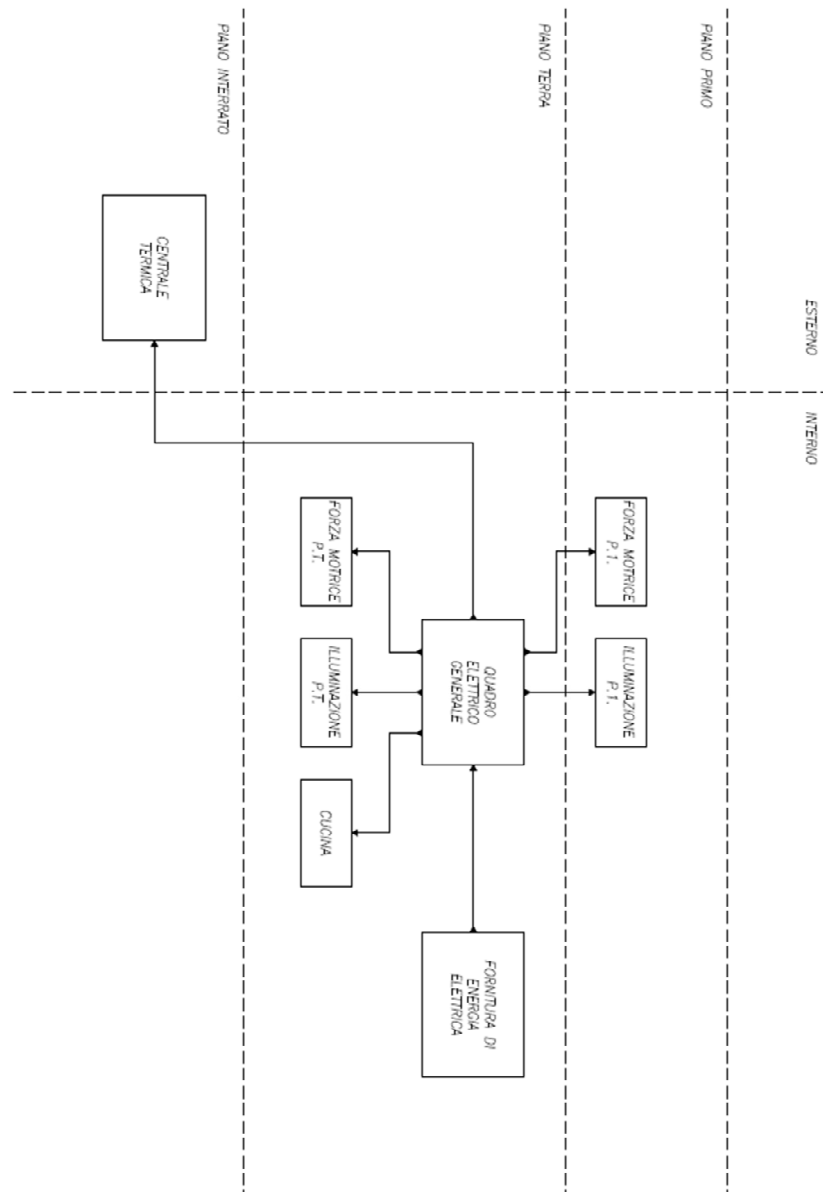 ESTERNO
INTERNO
PIANO PRIMO
FORZA MOTRICE
P.1.
ILLUMINAZIONE
P.1.
PIANO TERRA
QUADRO
ELETTRICO
GENERALE
FORNITURA DI
ENERGIA
ELETTRICA
FORZA MOTRICE
P.T.
ILLUMINAZIONE
P.T.
CUCINA
PIANO INTERRATO
CENTRALE
TERMICA